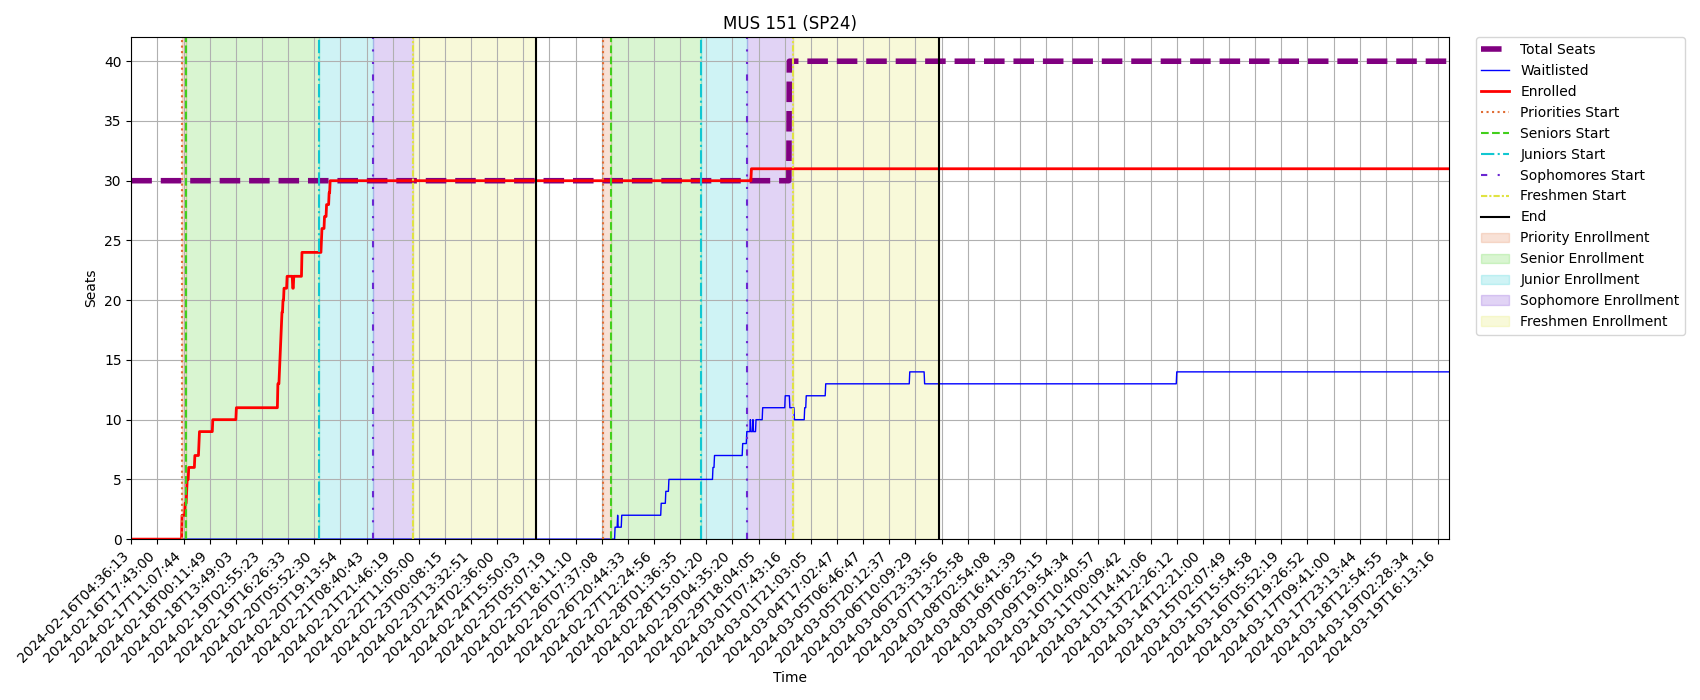 MUS 151 (SP24)
Seats
40
35
30
25
20
15
10
5
0
2024-02-16T04:36:13
2024-02-16T17:43:00
2024-02-17T11:07:44
2024-02-18T00:11:49
2024-02-18T13:49:03
2024-02-19T02:55:23
2024-02-19T16:26:33
2024-02-20T05:52:30
2024-02-20T19:13:54
2024-02-21T08:40:43
2024-02-21T21:46:19
2024-02-22T11:05:00
2024-02-23T00:08:15
2024-02-23T13:32:51
2024-02-24T02:36:00
2024-02-24T15:50:03
2024-02-25T05:07:19
2024-02-25T18:11:10
2024-02-26T07:37:08
2024-02-26T20:44:33
2024-02-27T12:24:56
2024-02-28T01:36:35
2024-02-28T15:01:20
2024-02-29T04:35:20
2024-02-29T18:04:05
2024-03-01T07:43:16
2024-03-01T21:03:05
2024-03-04T17:02:47
2024-03-05T06:46:47
2024-03-05T20:12:37
2024-03-06T10:09:29
2024-03-06T23:33:56
2024-03-07T13:25:58
2024-03-08T02:54:08
2024-03-08T16:41:39
2024-03-09T06:25:15
2024-03-09T19:54:34
2024-03-10T10:40:57
2024-03-11T00:09:42
2024-03-11T14:41:06
2024-03-13T22:26:12
2024-03-14T12:21:00
2024-03-15T02:07:49
2024-03-15T15:54:58
2024-03-16T05:52:19
2024-03-16T19:26:52
2024-03-17T09:41:00
2024-03-17T23:13:44
2024-03-18T12:54:55
2024-03-19T02:28:34
2024-03-19T16:13:16
Time
Total Seats
Waitlisted
Enrolled
Priorities Start
Seniors Start
Juniors Start
Sophomores Start
Freshmen Start
End
Priority Enrollment
Senior Enrollment
Junior Enrollment
Sophomore Enrollment
Freshmen Enrollment